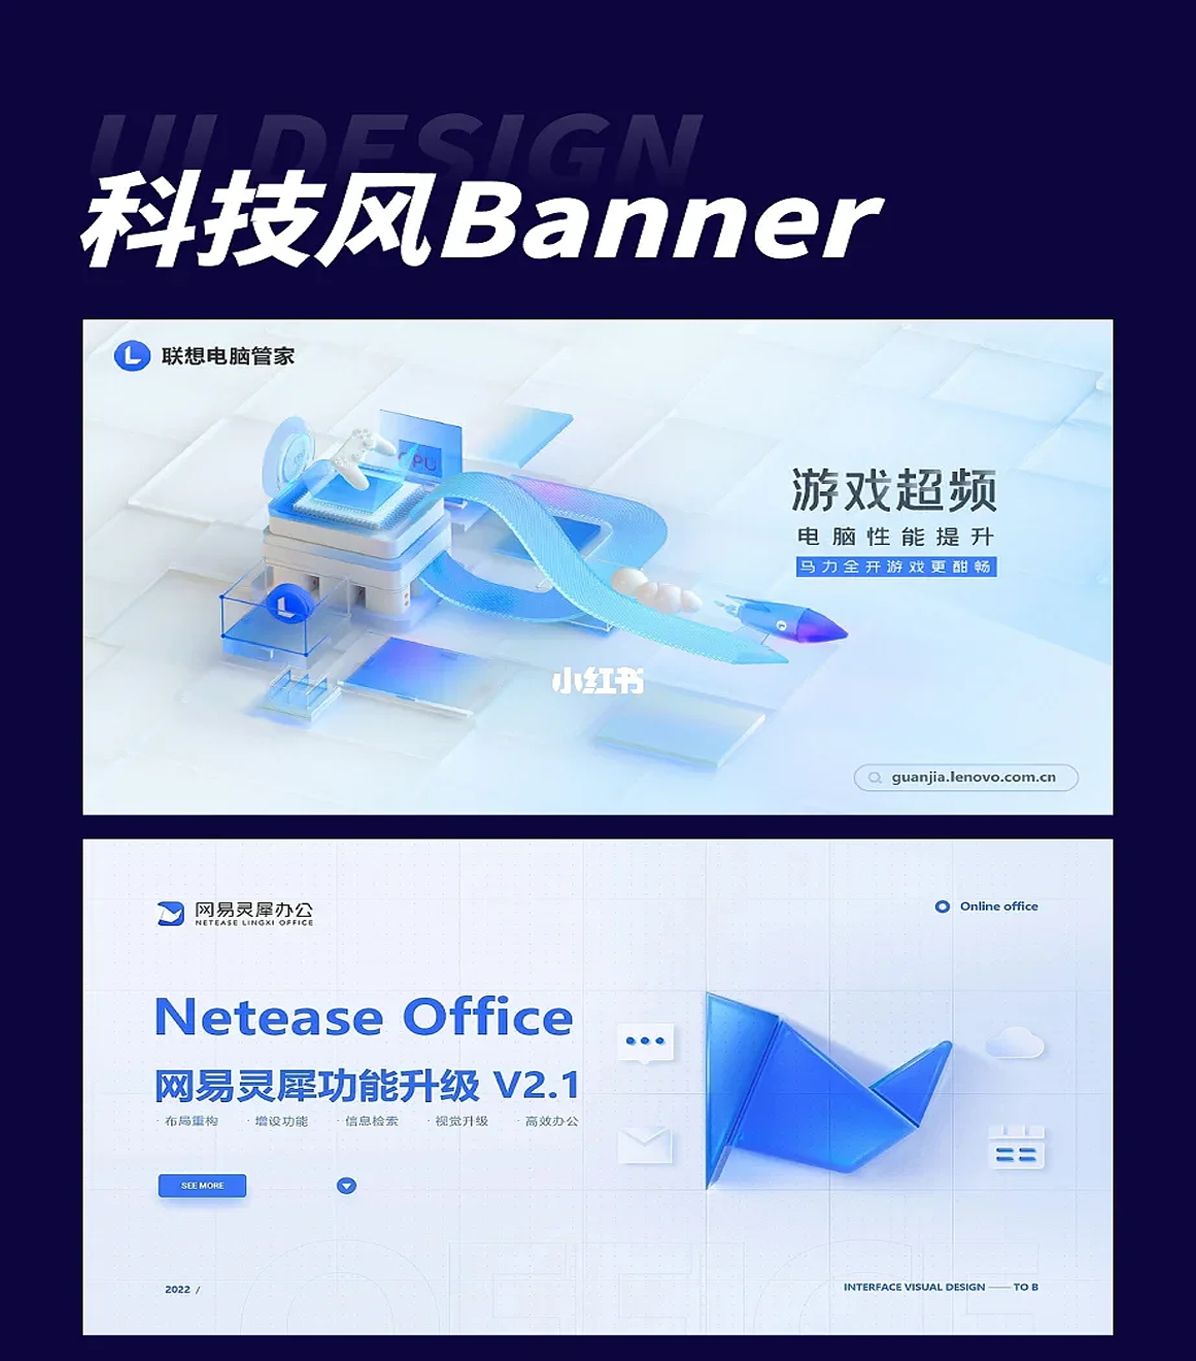 UI DESIGN
科技风Banner
联想电脑管家
CPU
游戏超频
电脑性能提升
马力全开游戏更酣畅
小红书
guanjia.lenovo.com.cn
网易灵犀办公
NETEASE LINGXI OFFICE
Online office
Netease Office
网易灵犀功能升级 V2.1
· 布局重构 · 增设功能 · 信息检索 · 视觉升级 · 高效办公
SEE MORE
2022 /
INTERFACE VISUAL DESIGN —— TO B